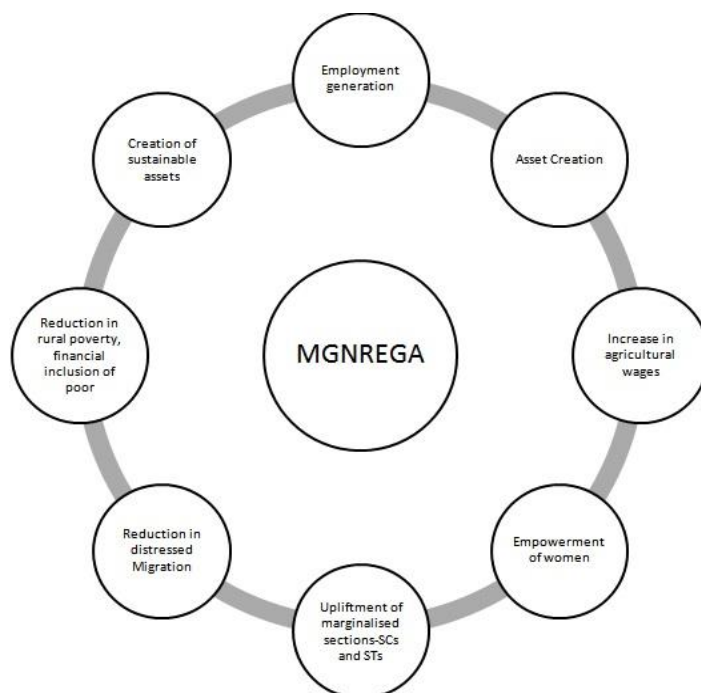 Employment
generation
Asset Creation
Increase in
agricultural
wages
Empowerment
of women
Upliftment of
marginalised
sections-SCs
and STs
Reduction in
distressed
Migration
Reduction in
rural poverty,
financial
inclusion of
poor
Creation of
sustainable
assets
MGNREGA